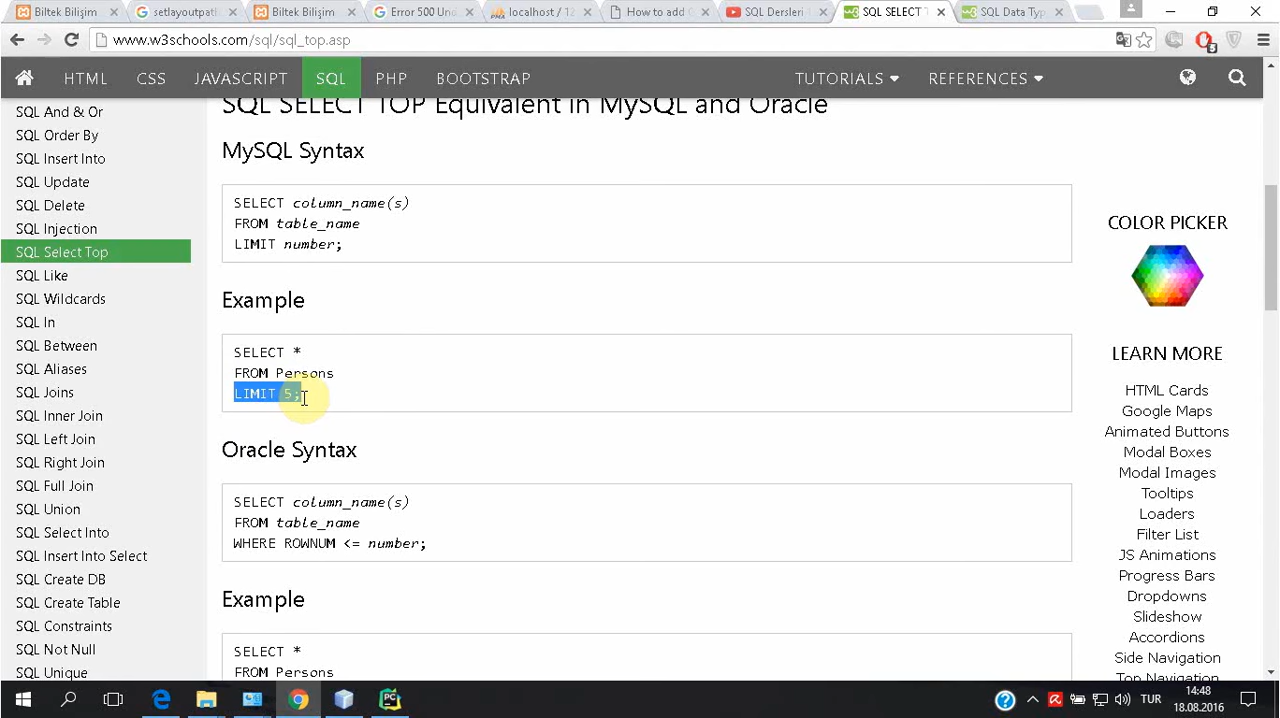 Biltek Bilişim
setlayoutpatl
Biltek Bilişim
Error 500 Un
localhost / 12
How to add
SQL Dersleri
SQL SELECT
SQL Data Typ
www.w3schools.com/sql/sql_top.asp
HTML CSS JAVASCRIPT SQL PHP BOOTSTRAP TUTORIALS REFERENCES
SQL And & Or
SQL Order By
SQL Insert Into
SQL Update
SQL Delete
SQL Injection
SQL Select Top
SQL Like
SQL Wildcards
SQL In
SQL Between
SQL Aliases
SQL Joins
SQL Inner Join
SQL Left Join
SQL Right Join
SQL Full Join
SQL Union
SQL Select Into
SQL Insert Into Select
SQL Create DB
SQL Create Table
SQL Constraints
SQL Not Null
SQL Unique
SQL SELECT TOP Equivalent in MySQL and Oracle
MySQL Syntax
SELECT column_name(s)
FROM table_name
LIMIT number;
Example
SELECT *
FROM Persons
LIMIT 5;
Oracle Syntax
SELECT column_name(s)
FROM table_name
WHERE ROWNUM <= number;
Example
SELECT *
FROM Persons
COLOR PICKER
LEARN MORE
HTML Cards
Google Maps
Animated Buttons
Modal Boxes
Modal Images
Tooltips
Loaders
Filter List
JS Animations
Progress Bars
Dropdowns
Slideshow
Accordions
Side Navigation
Top Navigation
TUR
14:48
18.08.2016